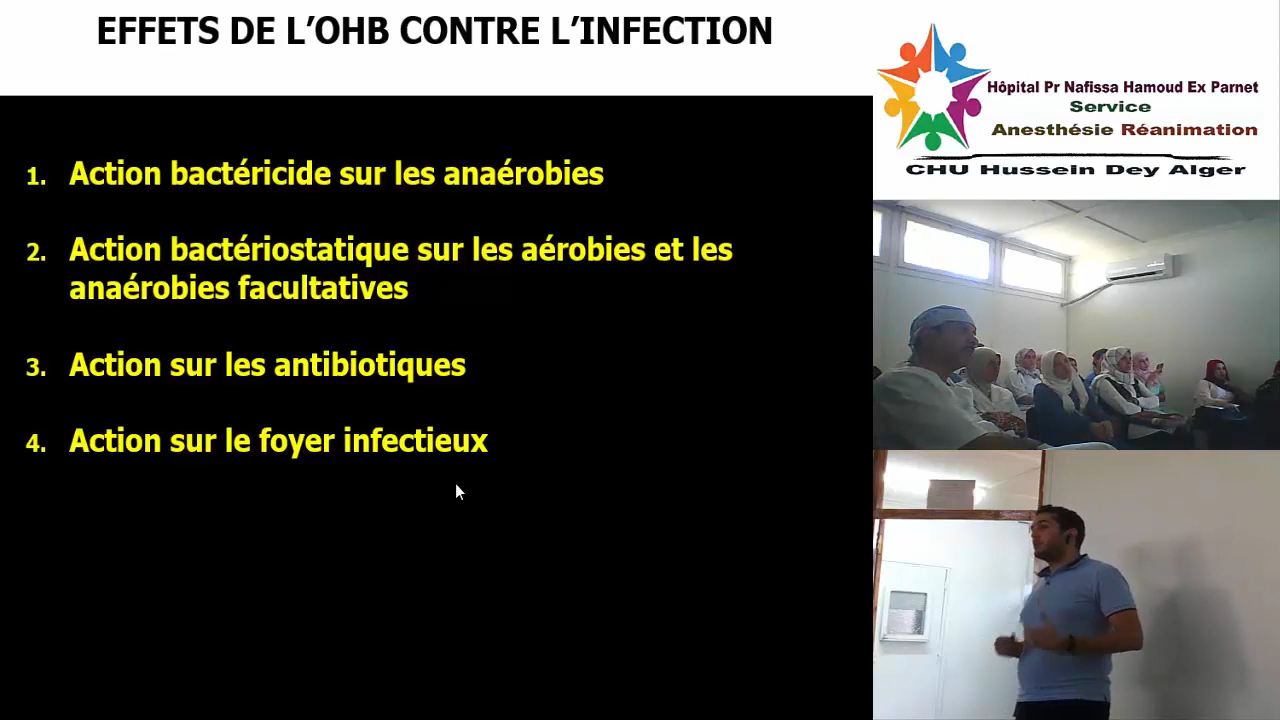 EFFETS DE L’OHB CONTRE L’INFECTION
1. Action bactéricide sur les anaérobies
2. Action bactériostatique sur les aérobies et les
anaérobies facultatives
3. Action sur les antibiotiques
4. Action sur le foyer infectieux
Hôpital Pr Nafissa Hamoud Ex Parnet
Service
Anesthésie Réanimation
CHU Hussein Dey Alger